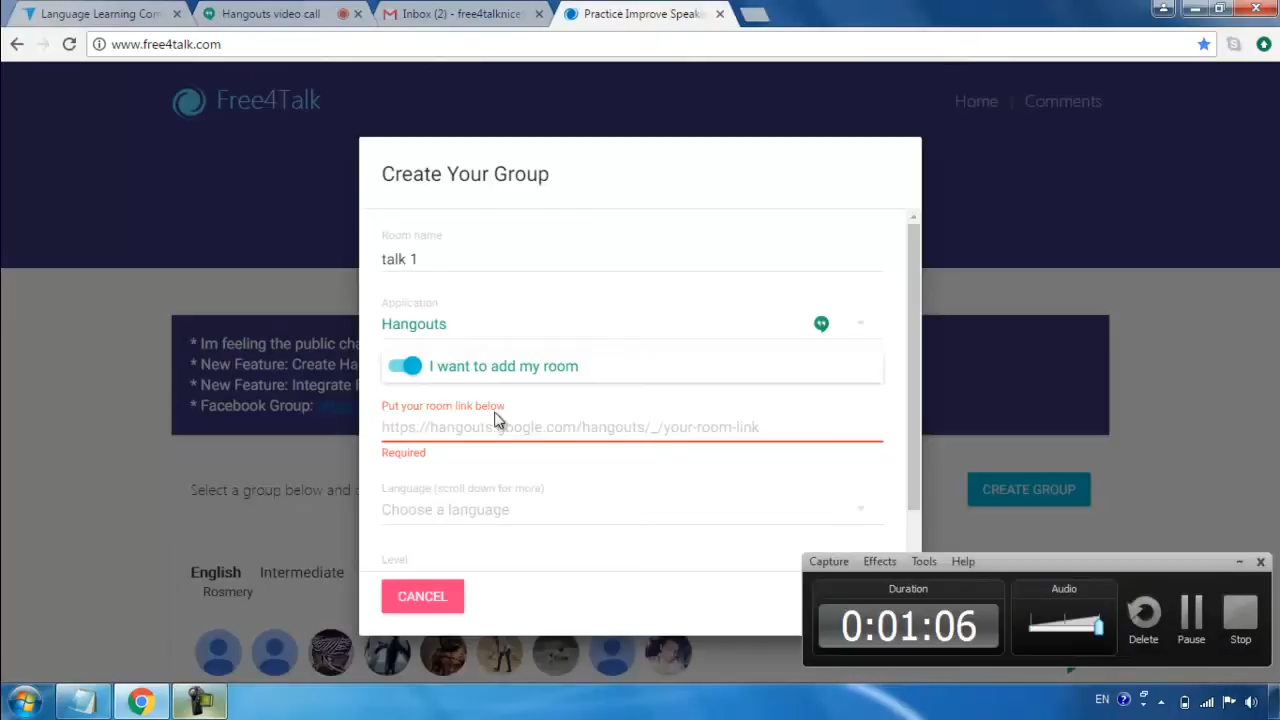 Language Learning Com
Hangouts video call
Inbox (2) - free4talknice
Practice Improve Speak
www.free4talk.com
Free4Talk
Home | Comments
Create Your Group
Room name
talk 1
Application
Hangouts
* Im feeling the public cha
* New Feature: Create Ha
* New Feature: Integrate
* Facebook Group:
I want to add my room
Put your room link below
https://hangouts.google.com/hangouts/_/your-room-link
Required
Language (scroll down for more)
Choose a language
Select a group below and
CREATE GROUP
Level
English Intermediate
Rosmery
CANCEL
Capture Effects Tools Help
Duration
0:01:06
Audio
Delete
Pause
Stop
EN